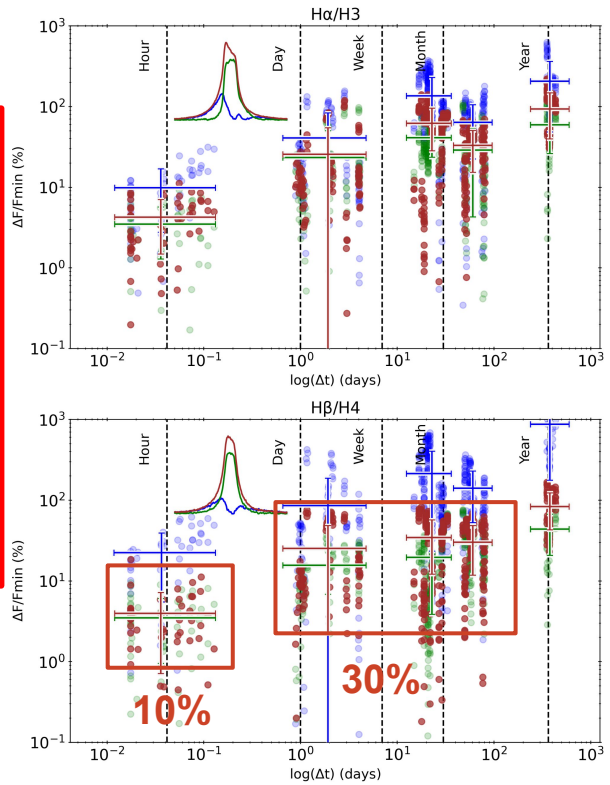 Hα/H3
ΔF/Fmin (%)
10³
10²
10¹
10⁰
10⁻¹
Hour
Day
Week
Month
Year
10⁻² 10⁻¹ 10⁰ 10¹ 10² 10³
log(Δt) (days)
Hβ/H4
ΔF/Fmin (%)
10³
10²
10¹
10⁰
10⁻¹
Hour
Day
Week
Month
Year
30%
10%
10⁻² 10⁻¹ 10⁰ 10¹ 10² 10³
log(Δt) (days)